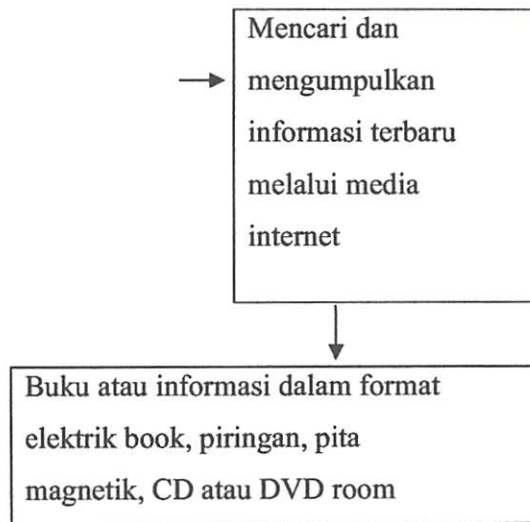 Mencari dan
mengumpulkan
informasi terbaru
melalui media
internet
Buku atau informasi dalam format
elektrik book, piringan, pita
magnetik, CD atau DVD room